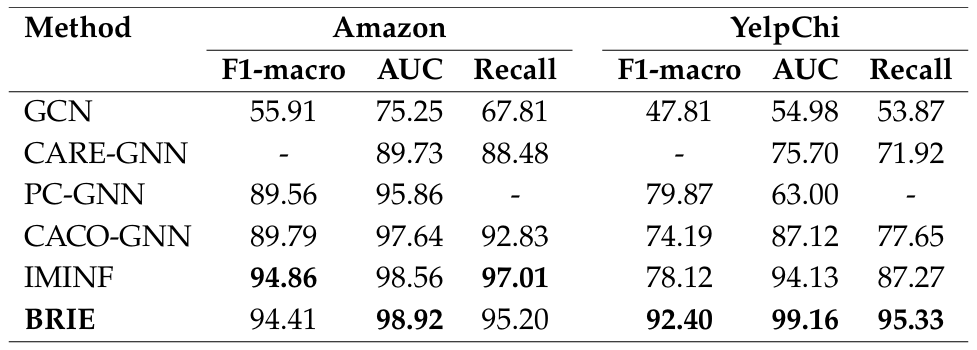 Method Amazon YelpChi
F1-macro AUC Recall F1-macro AUC Recall
GCN 55.91 75.25 67.81 47.81 54.98 53.87
CARE-GNN - 89.73 88.48 - 75.70 71.92
PC-GNN 89.56 95.86 - 79.87 63.00 -
CACO-GNN 89.79 97.64 92.83 74.19 87.12 77.65
IMINF 94.86 98.56 97.01 78.12 94.13 87.27
BRIE 94.41 98.92 95.20 92.40 99.16 95.33